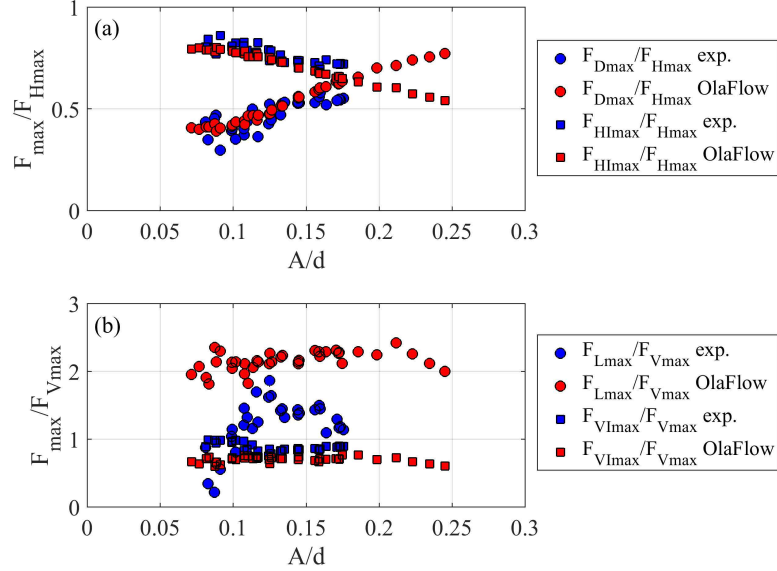 (a)
1
0.5
0
F_max/F_Hmax
0 0.05 0.1 0.15 0.2 0.25 0.3
A/d
F_Dmax/F_Hmax exp.
F_Dmax/F_Hmax OlaFlow
F_HImax/F_Hmax exp.
F_HImax/F_Hmax OlaFlow
(b)
3
2
1
0
F_max/F_Vmax
0 0.05 0.1 0.15 0.2 0.25 0.3
A/d
F_Lmax/F_Vmax exp.
F_Lmax/F_Vmax OlaFlow
F_VImax/F_Vmax exp.
F_VImax/F_Vmax OlaFlow